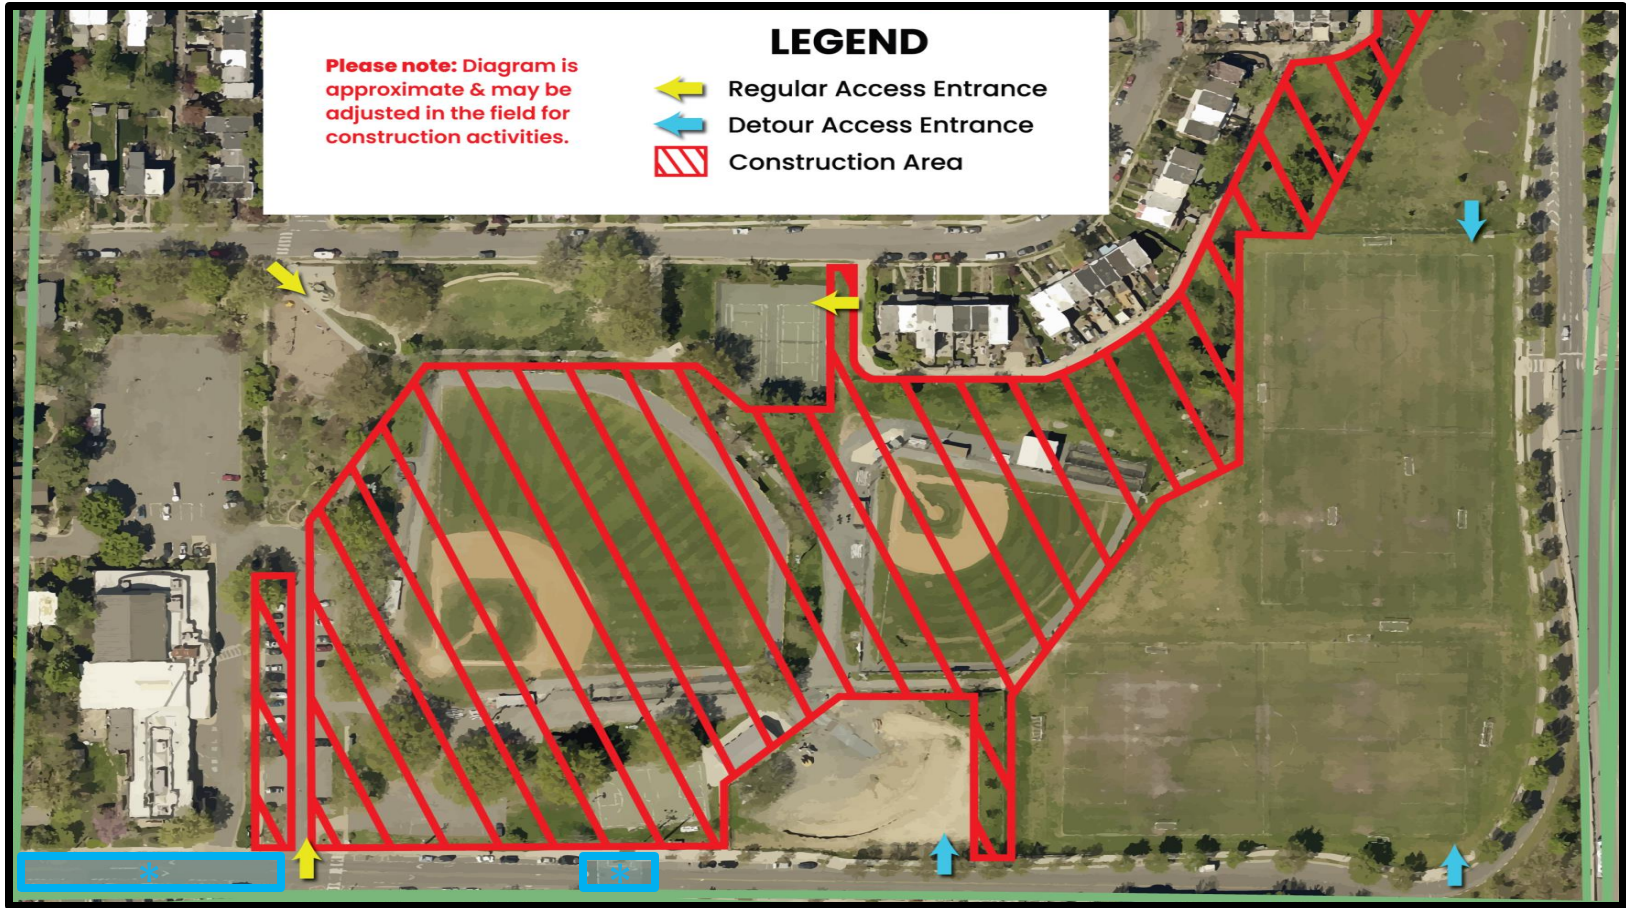 LEGEND
Please note: Diagram is
approximate & may be
adjusted in the field for
construction activities.
Regular Access Entrance
Detour Access Entrance
Construction Area
*
*